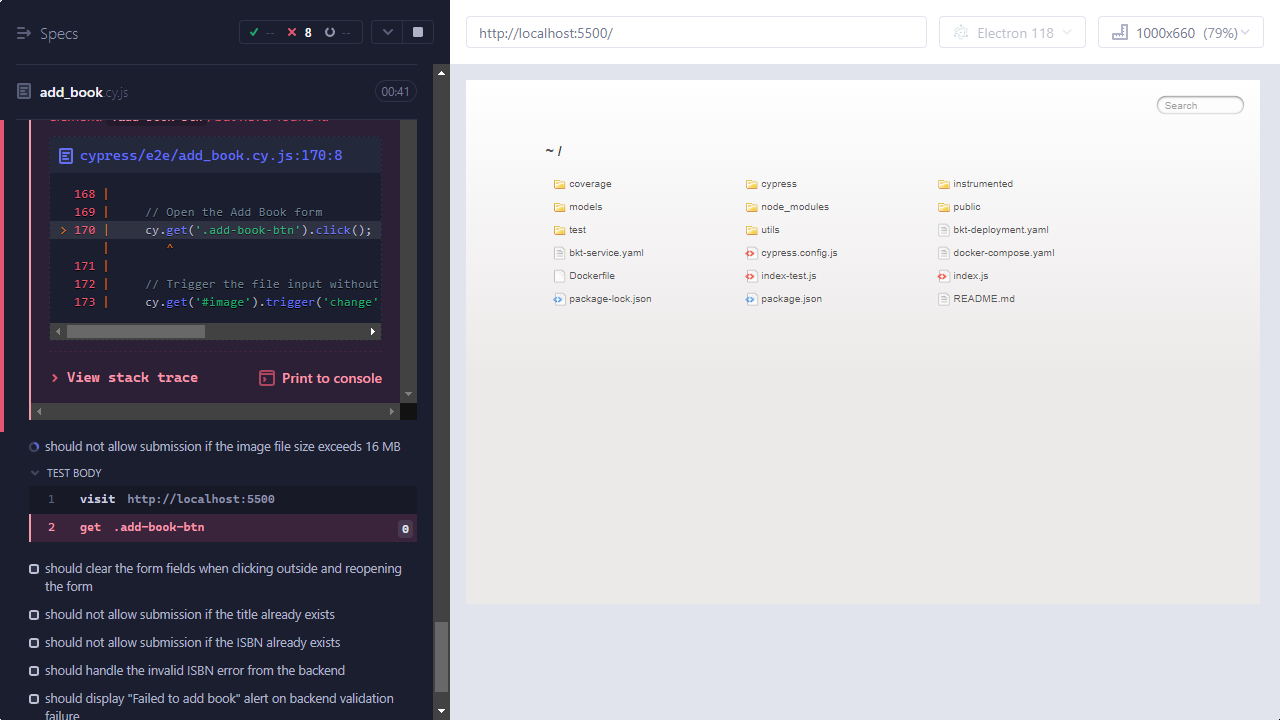 Specs
-- 8 --
add_book.cy.js
00:41
cypress/e2e/add_book.cy.js:170:8
168 |
169 | // Open the Add Book form
> 170 | cy.get('.add-book-btn').click();
| ^
171 |
172 | // Trigger the file input without
173 | cy.get('#image').trigger('change'
> View stack trace
Print to console
should not allow submission if the image file size exceeds 16 MB
TEST BODY
1 visit http://localhost:5500
2 get .add-book-btn 0
should clear the form fields when clicking outside and reopening
the form
should not allow submission if the title already exists
should not allow submission if the ISBN already exists
should handle the invalid ISBN error from the backend
should display "Failed to add book" alert on backend validation
failure
http://localhost:5500/
Electron 118
1000x660 (79%)
Search
~ /
coverage cypress instrumented
models node_modules public
test utils bkt-deployment.yaml
bkt-service.yaml cypress.config.js docker-compose.yaml
Dockerfile index-test.js index.js
package-lock.json package.json README.md